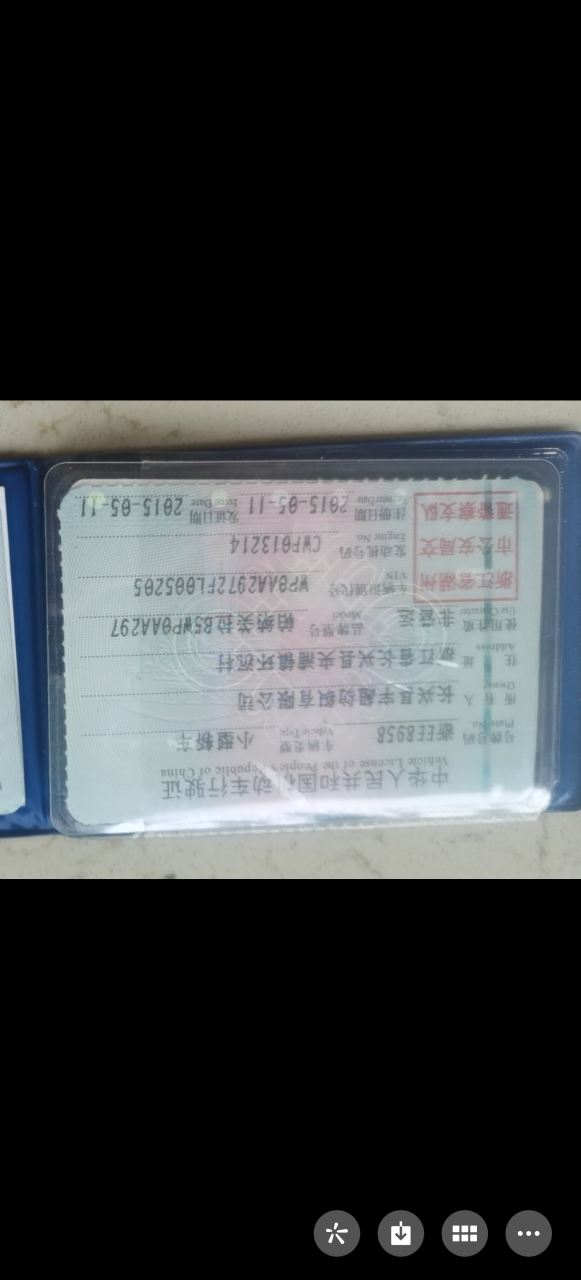 中华人民共和国机动车行驶证
Vehicle License of the People's Republic of China
号牌号码 Plate No. 浙EE8958 车辆类型 Vehicle Type 小型轿车
所有人 Owner 长兴县宇超纺织有限公司
住址 Address 浙江省长兴县夹浦镇环沉村
使用性质 Use Character 非营运 品牌型号 Model 帕纳美拉BSWP0AA297
浙江省湖州
市公安局交
通警察支队
车辆识别代号 VIN WP0AA2972FL005205
发动机号码 Engine No. CWF013214
注册日期 Register Date 2015-05-11 发证日期 Issue Date 2015-05-11